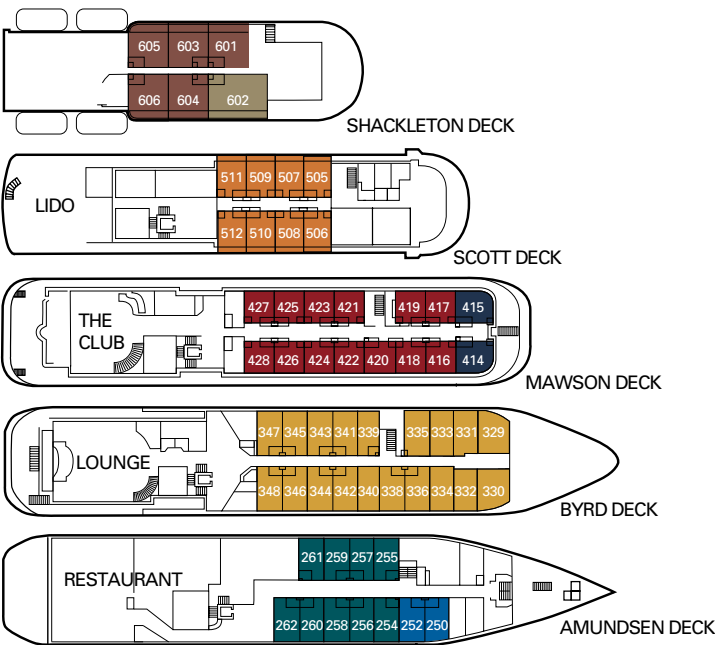 605 603 601
606 604 602
SHACKLETON DECK
511 509 507 505
LIDO
512 510 508 506
SCOTT DECK
427 425 423 421 419 417 415
THE
CLUB
428 426 424 422 420 418 416 414
MAWSON DECK
347 345 343 341 339 335 333 331 329
LOUNGE
348 346 344 342 340 338 336 334 332 330
BYRD DECK
261 259 257 255
RESTAURANT
262 260 258 256 254 252 250
AMUNDSEN DECK